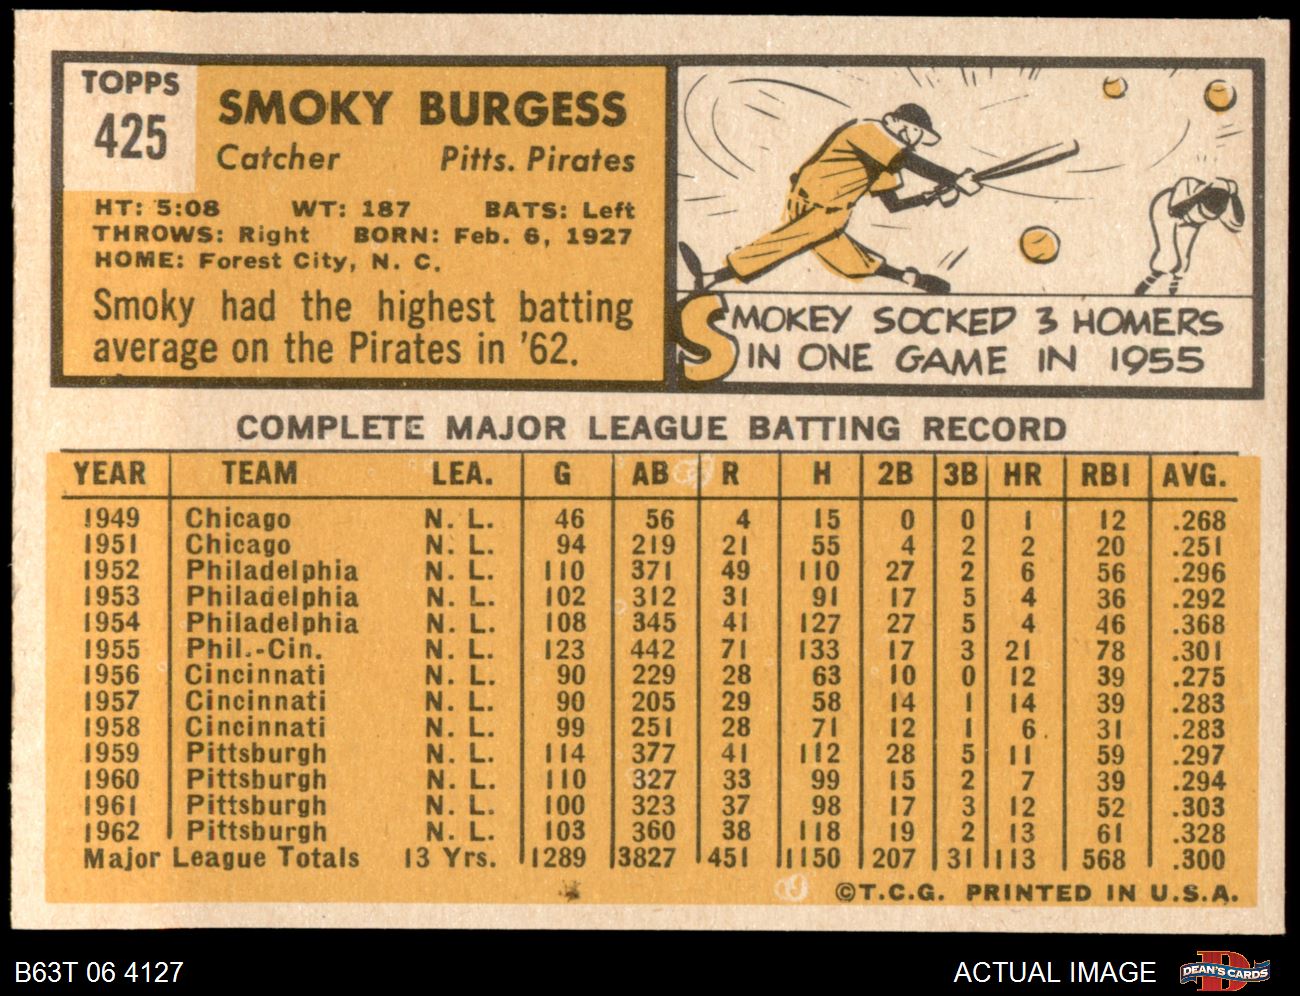 TOPPS
425
SMOKY BURGESS
Catcher Pitts. Pirates
HT: 5:08 WT: 187 BATS: Left
THROWS: Right BORN: Feb. 6, 1927
HOME: Forest City, N. C.
Smoky had the highest batting
average on the Pirates in '62.
SMOKEY SOCKED 3 HOMERS
IN ONE GAME IN 1955
COMPLETE MAJOR LEAGUE BATTING RECORD
YEAR TEAM LEA. G AB R H 2B 3B HR RBI AVG.
1949 Chicago N. L. 46 56 4 15 0 0 1 12 .268
1951 Chicago N. L. 94 219 21 55 4 2 2 20 .251
1952 Philadelphia N. L. 110 371 49 110 27 2 6 56 .296
1953 Philadelphia N. L. 102 312 31 91 17 5 4 36 .292
1954 Philadelphia N. L. 108 345 41 127 27 5 4 46 .368
1955 Phil.-Cin. N. L. 123 442 71 133 17 3 21 78 .301
1956 Cincinnati N. L. 90 229 28 63 10 0 12 39 .275
1957 Cincinnati N. L. 90 205 29 58 14 1 14 39 .283
1958 Cincinnati N. L. 99 251 28 71 12 1 6 31 .283
1959 Pittsburgh N. L. 114 377 41 112 28 5 11 59 .297
1960 Pittsburgh N. L. 110 327 33 99 15 2 7 39 .294
1961 Pittsburgh N. L. 100 323 37 98 17 3 12 52 .303
1962 Pittsburgh N. L. 103 360 38 118 19 2 13 61 .328
Major League Totals 13 Yrs. 1289 3827 451 1150 207 31 113 568 .300
©T.C.G. PRINTED IN U.S.A.
B63T 06 4127 ACTUAL IMAGE D DEAN'S CARDS